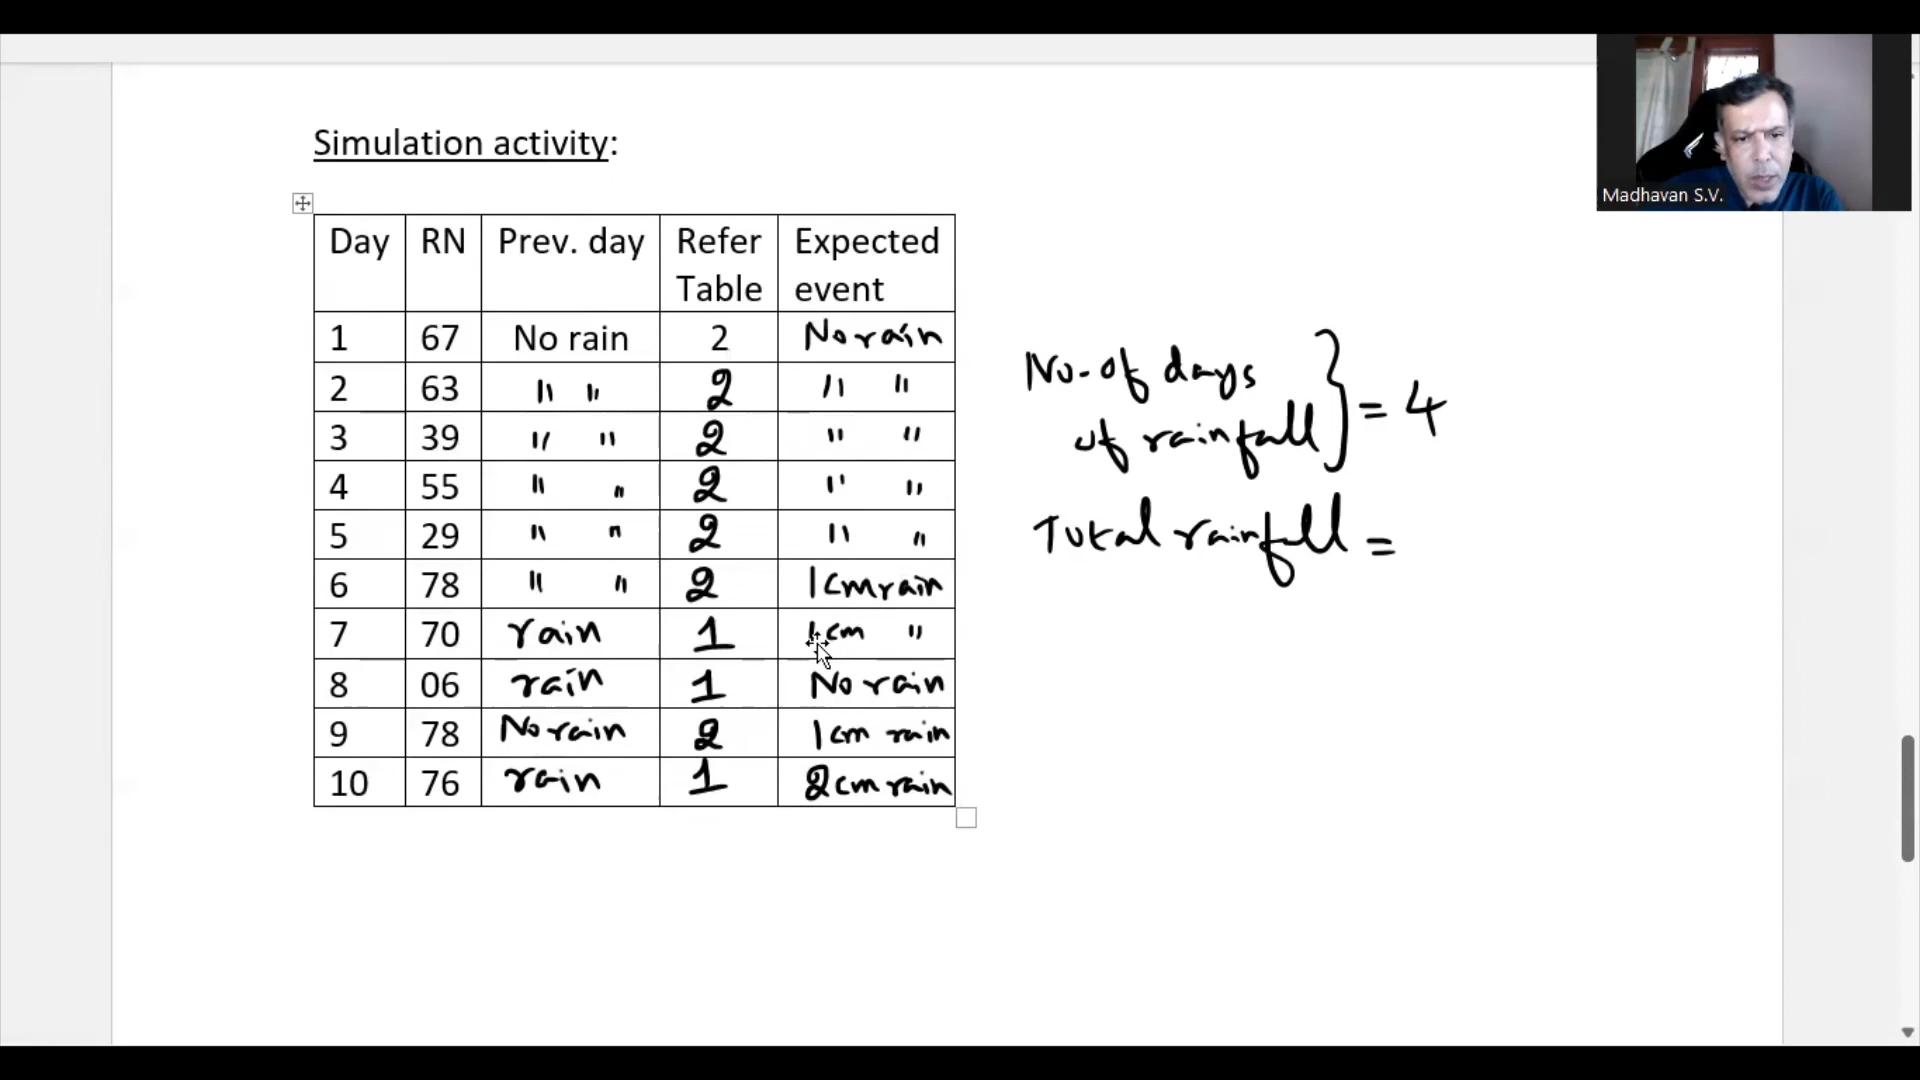 Madhavan S.V.
Simulation activity:
Day RN Prev. day Refer Table Expected event
1 67 No rain 2 No rain
2 63 " " 2 " "
3 39 " " 2 " "
4 55 " " 2 " "
5 29 " " 2 " "
6 78 " " 2 1cm rain
7 70 rain 1 1cm "
8 06 rain 1 No rain
9 78 No rain 2 1cm rain
10 76 rain 1 2cm rain
No. of days
of rainfall } = 4
Total rainfall =